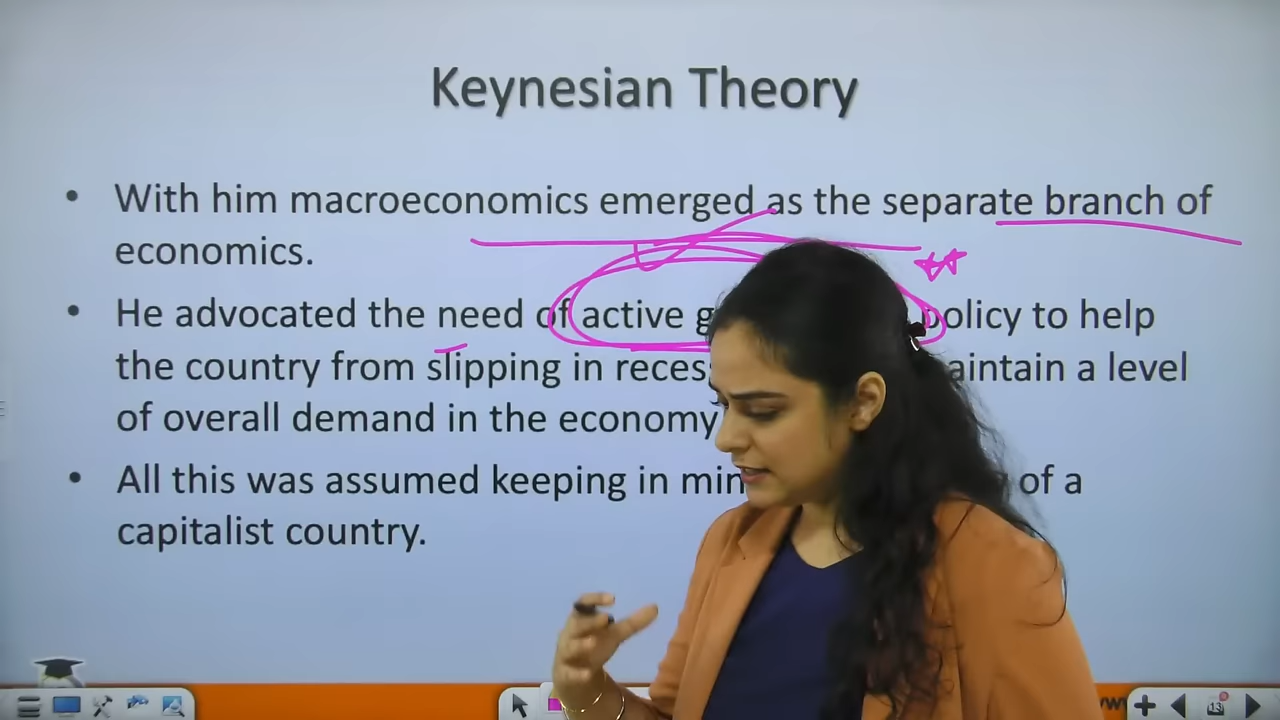 Keynesian Theory
• With him macroeconomics emerged as the separate branch of
economics.
• He advocated the need of active policy to help
the country from slipping in maintain a level
of overall demand in the economy
• All this was assumed keeping in of a
capitalist country.
13